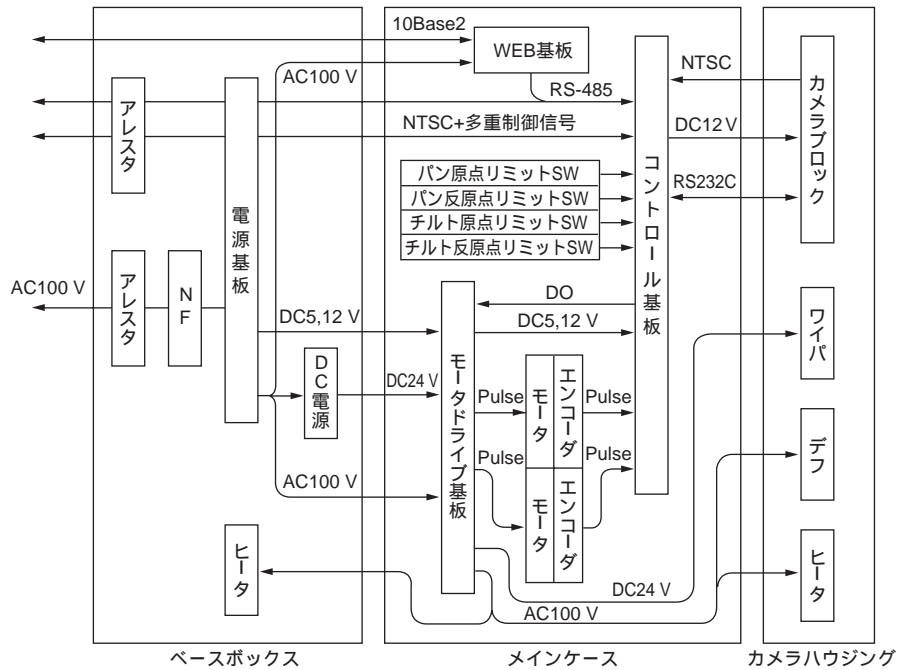 10Base2
WEB基板
AC100 V
RS-485
NTSC
アレスタ
NTSC+多重制御信号
DC12 V
カメラブロック
パン原点リミットSW
パン反原点リミットSW
チルト原点リミットSW
チルト反原点リミットSW
RS232C
コントロール基板
電源基板
AC100 V
アレスタ
NF
DO
DC5,12 V
DC5,12 V
ワイパ
DC電源
DC24 V
モータドライブ基板
Pulse
モータ
エンコーダ
Pulse
Pulse
モータ
エンコーダ
Pulse
デフ
AC100 V
ヒータ
ヒータ
DC24 V
AC100 V
ベースボックス
メインケース
カメラハウジング